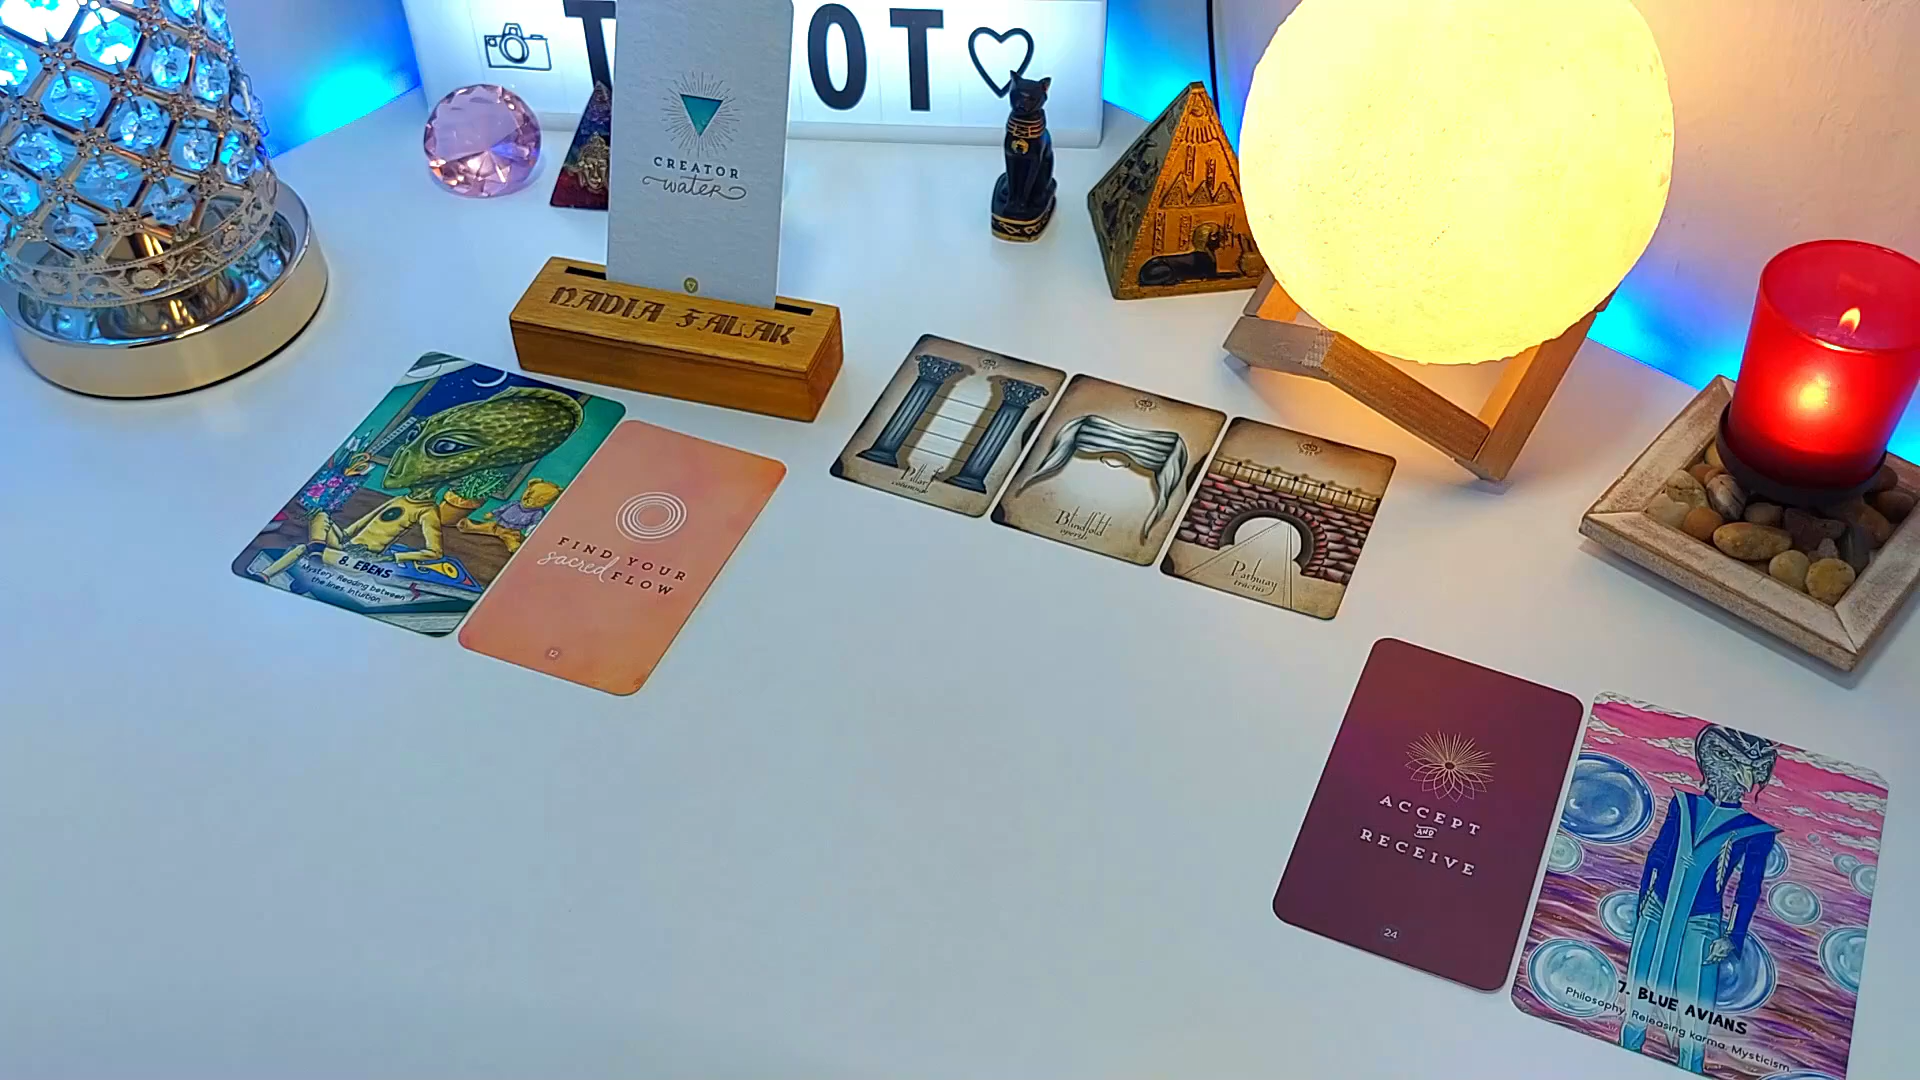 T OT
CREATOR
water
NADIA FALAK
8. EBENS
Mystery. Reading between
the lines. Intuition
FIND YOUR
sacred FLOW
12
Pillar
Blindfold
Pathway
ACCEPT
AND
RECEIVE
24
7. BLUE AVIANS
Philosophy. Releasing karma. Mysticism.